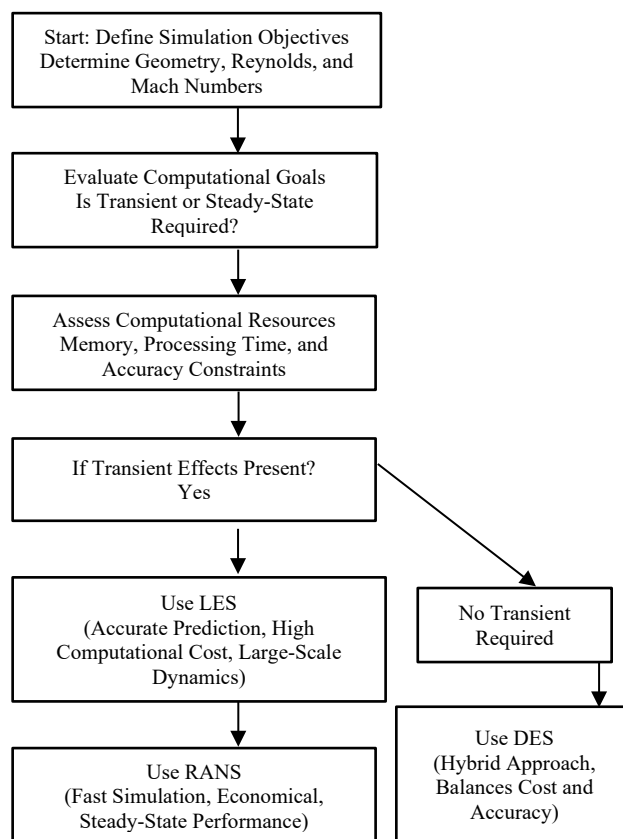 Start: Define Simulation Objectives
Determine Geometry, Reynolds, and
Mach Numbers
Evaluate Computational Goals
Is Transient or Steady-State
Required?
Assess Computational Resources
Memory, Processing Time, and
Accuracy Constraints
If Transient Effects Present?
Yes
Use LES
(Accurate Prediction, High
Computational Cost, Large-Scale
Dynamics)
No Transient
Required
Use RANS
(Fast Simulation, Economical,
Steady-State Performance)
Use DES
(Hybrid Approach,
Balances Cost and
Accuracy)